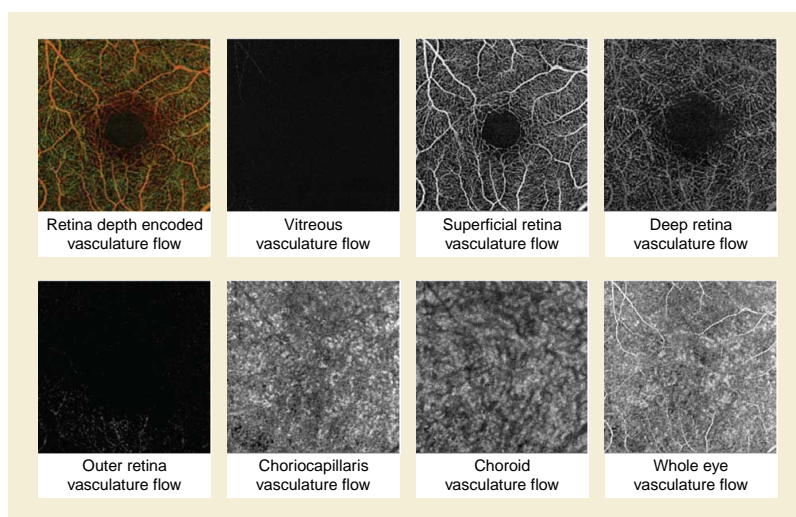 Retina depth encoded
vasculature flow
Vitreous
vasculature flow
Superficial retina
vasculature flow
Deep retina
vasculature flow
Outer retina
vasculature flow
Choriocapillaris
vasculature flow
Choroid
vasculature flow
Whole eye
vasculature flow